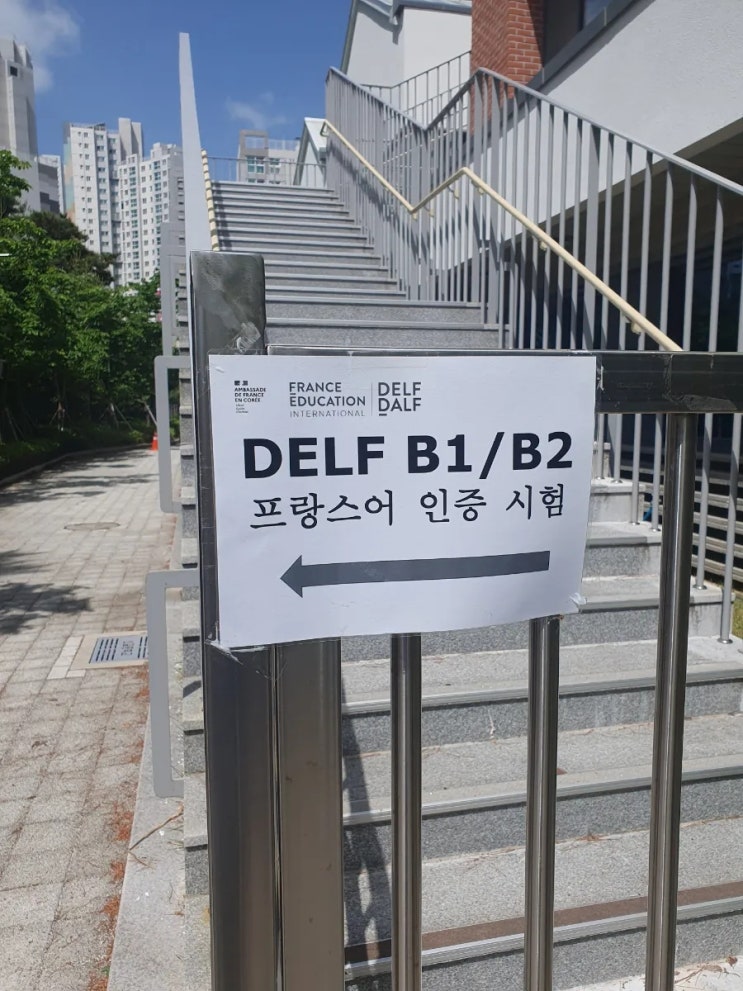 AMBASSADE
DE FRANCE
EN CORÉE
FRANCE
ÉDUCATION
INTERNATIONAL
DELF
DALF
DELF B1/B2
프랑스어 인증 시험